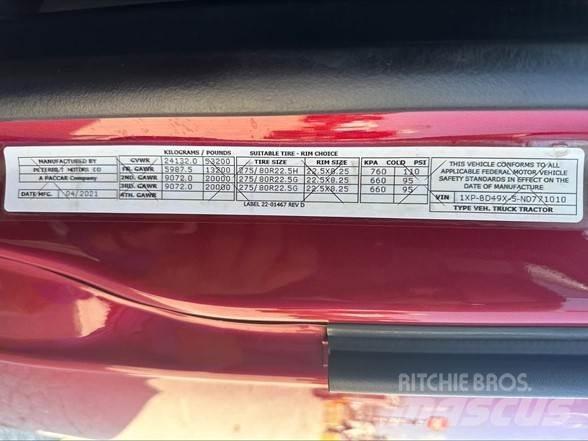 KILOGRAMS / POUNDS SUITABLE TIRE - RIM CHOICE
MANUFACTURED BY
PETERBILT MOTORS CO
A PACCAR Company
DATE MFG. 04/2021
GVWR 24132.0 53200 TIRE SIZE RIM SIZE KPA COLD PSI
FR. GAWR 5987.5 13200 275/80R22.5H 22.5X8.25 760 110
2ND. GAWR 9072.0 20000 275/80R22.5G 22.5X8.25 660 95
3RD. GAWR 9072.0 20000 275/80R22.5G 22.5X8.25 660 95
4TH. GAWR
LABEL 22-01467 REV D
THIS VEHICLE CONFORMS TO ALL
APPLICABLE FEDERAL MOTOR VEHICLE
SAFETY STANDARDS IN EFFECT ON THE
DATE OF MANUFACTURE
VIN 1XP-BD49X-5-ND771010
TYPE VEH. TRUCK TRACTOR
RITCHIE BROS.
mascus